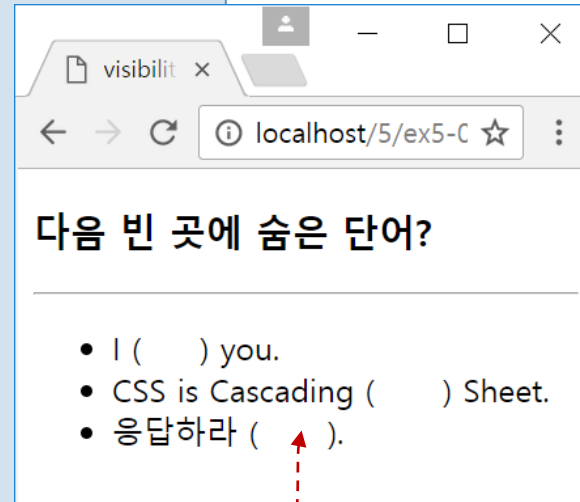 visibilit
localhost/5/ex5-0
다음 빈 곳에 숨은 단어?
I (    ) you.
CSS is Cascading (    ) Sheet.
응답하라 (    ).